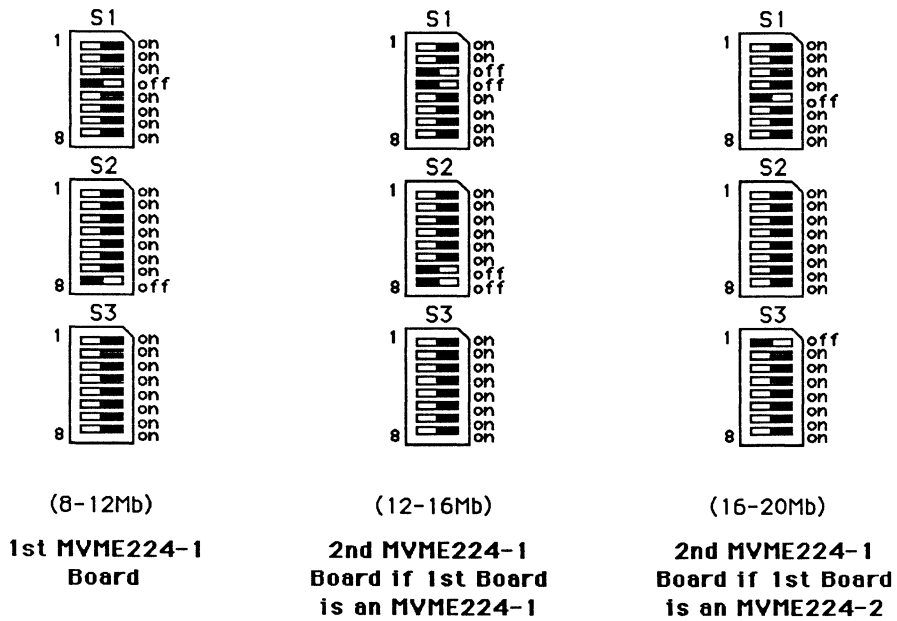 S1
1 on
on
on
off
on
on
on
8 on
S2
1 on
on
on
on
on
on
on
8 off
S3
1 on
on
on
on
on
on
on
8 on
(8-12Mb)
1st MVME224-1
Board
S1
1 on
on
off
off
on
on
on
8 on
S2
1 on
on
on
on
on
on
off
8 off
S3
1 on
on
on
on
on
on
on
8 on
(12-16Mb)
2nd MVME224-1
Board if 1st Board
is an MVME224-1
S1
1 on
on
on
on
off
on
on
8 on
S2
1 on
on
on
on
on
on
on
8 on
S3
1 off
on
on
on
on
on
on
8 on
(16-20Mb)
2nd MVME224-1
Board if 1st Board
is an MVME224-2